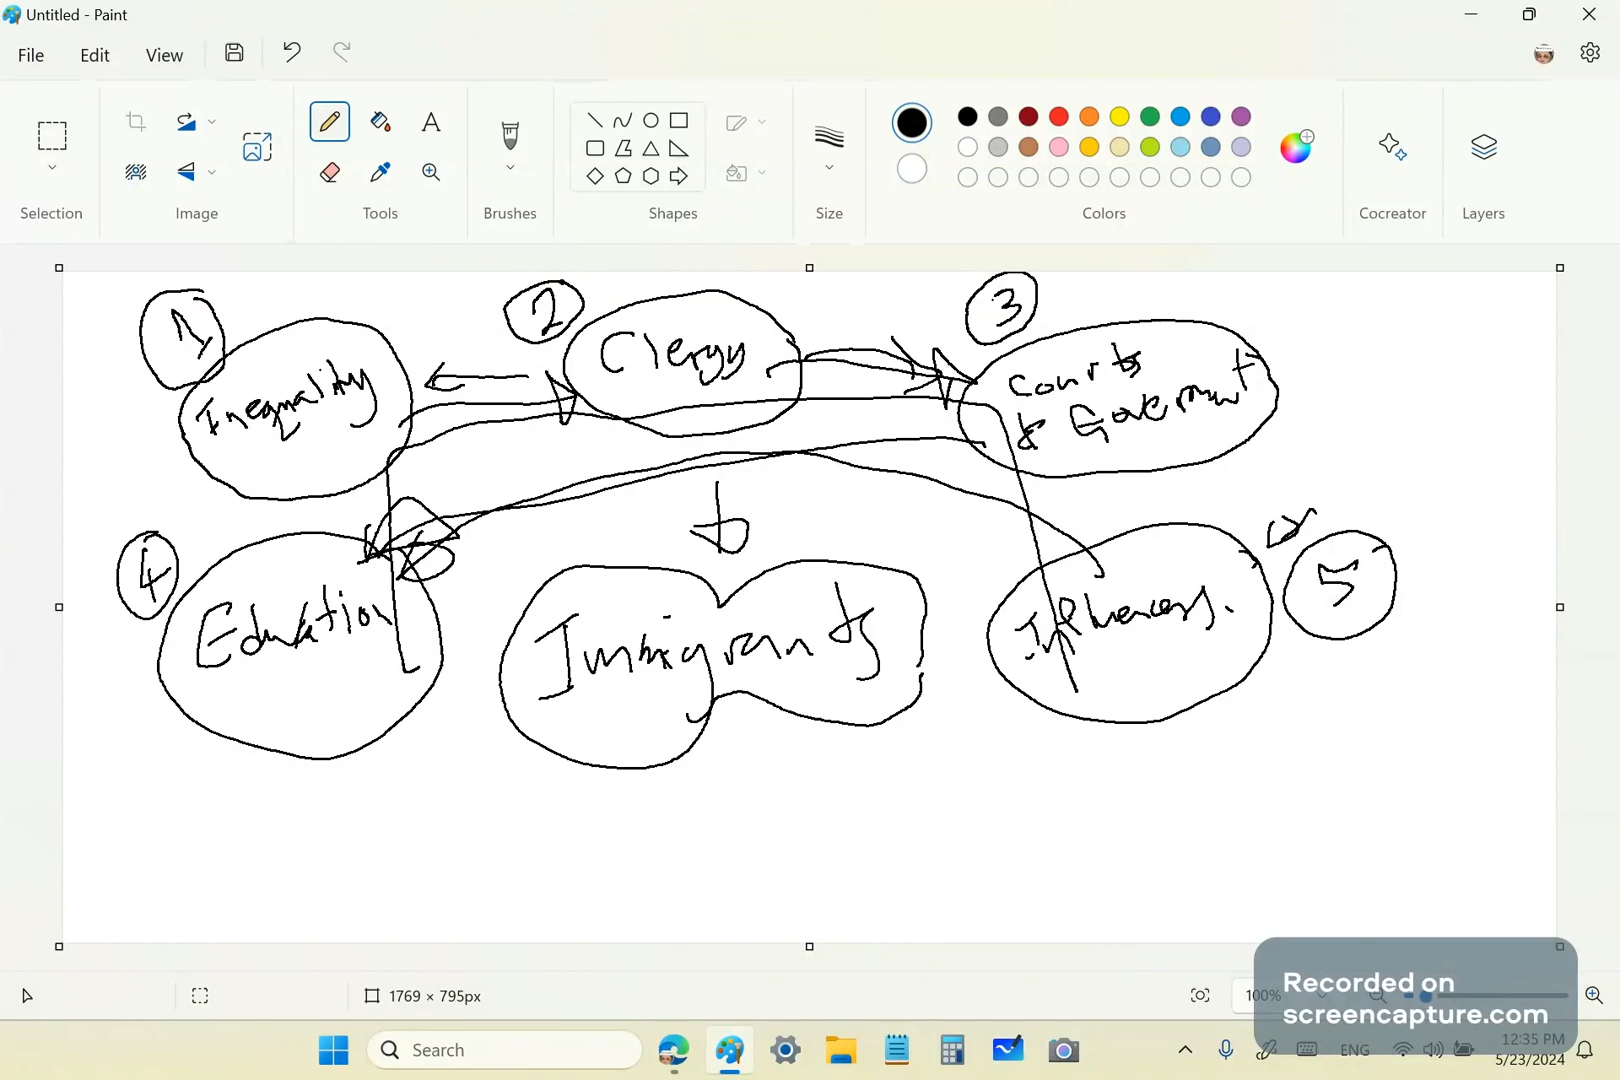 Untitled - Paint
File Edit View
Selection Image Tools Brushes Shapes Size Colors Cocreator Layers
1 2 3
Inequality
Clergy
Courts
& Government
4 5
Education
Immigrants
Influencers.
1769 × 795px
100%
Recorded on
screencapture.com
Search
ENG
12:35 PM
5/23/2024